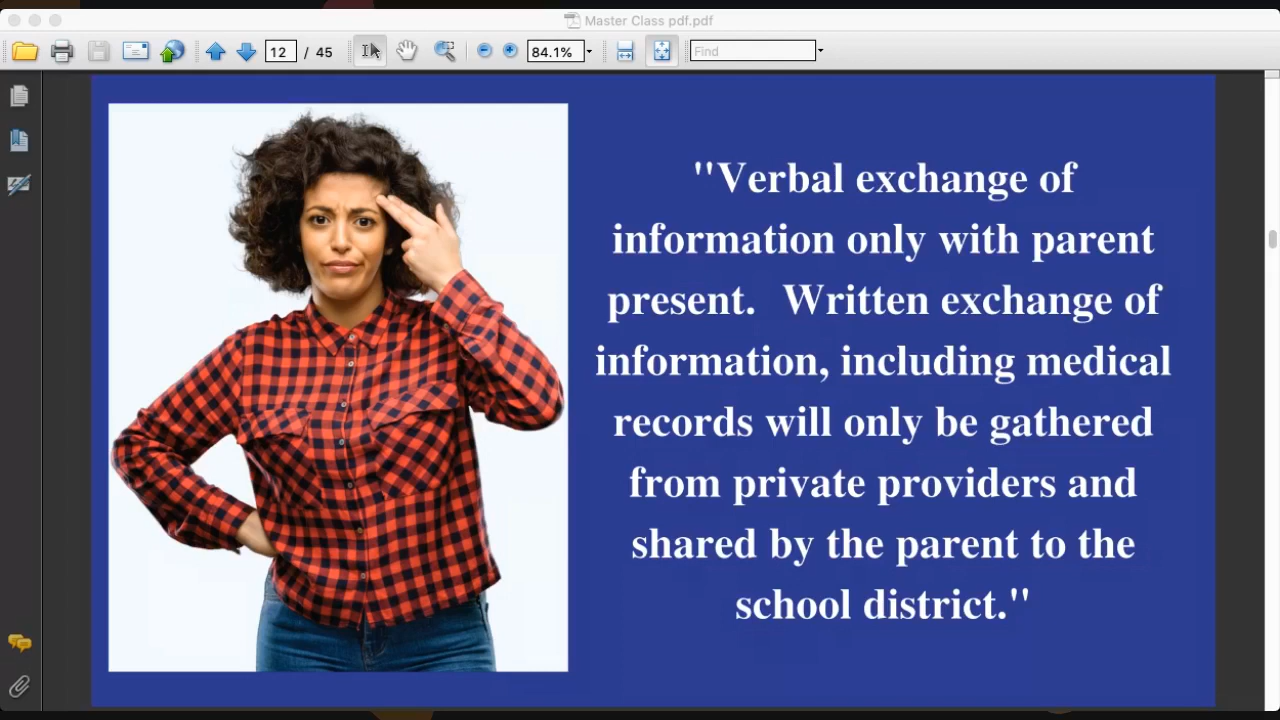 Master Class pdf.pdf
12 / 45
84.1%
Find
"Verbal exchange of
information only with parent
present.  Written exchange of
information, including medical
records will only be gathered
from private providers and
shared by the parent to the
school district."